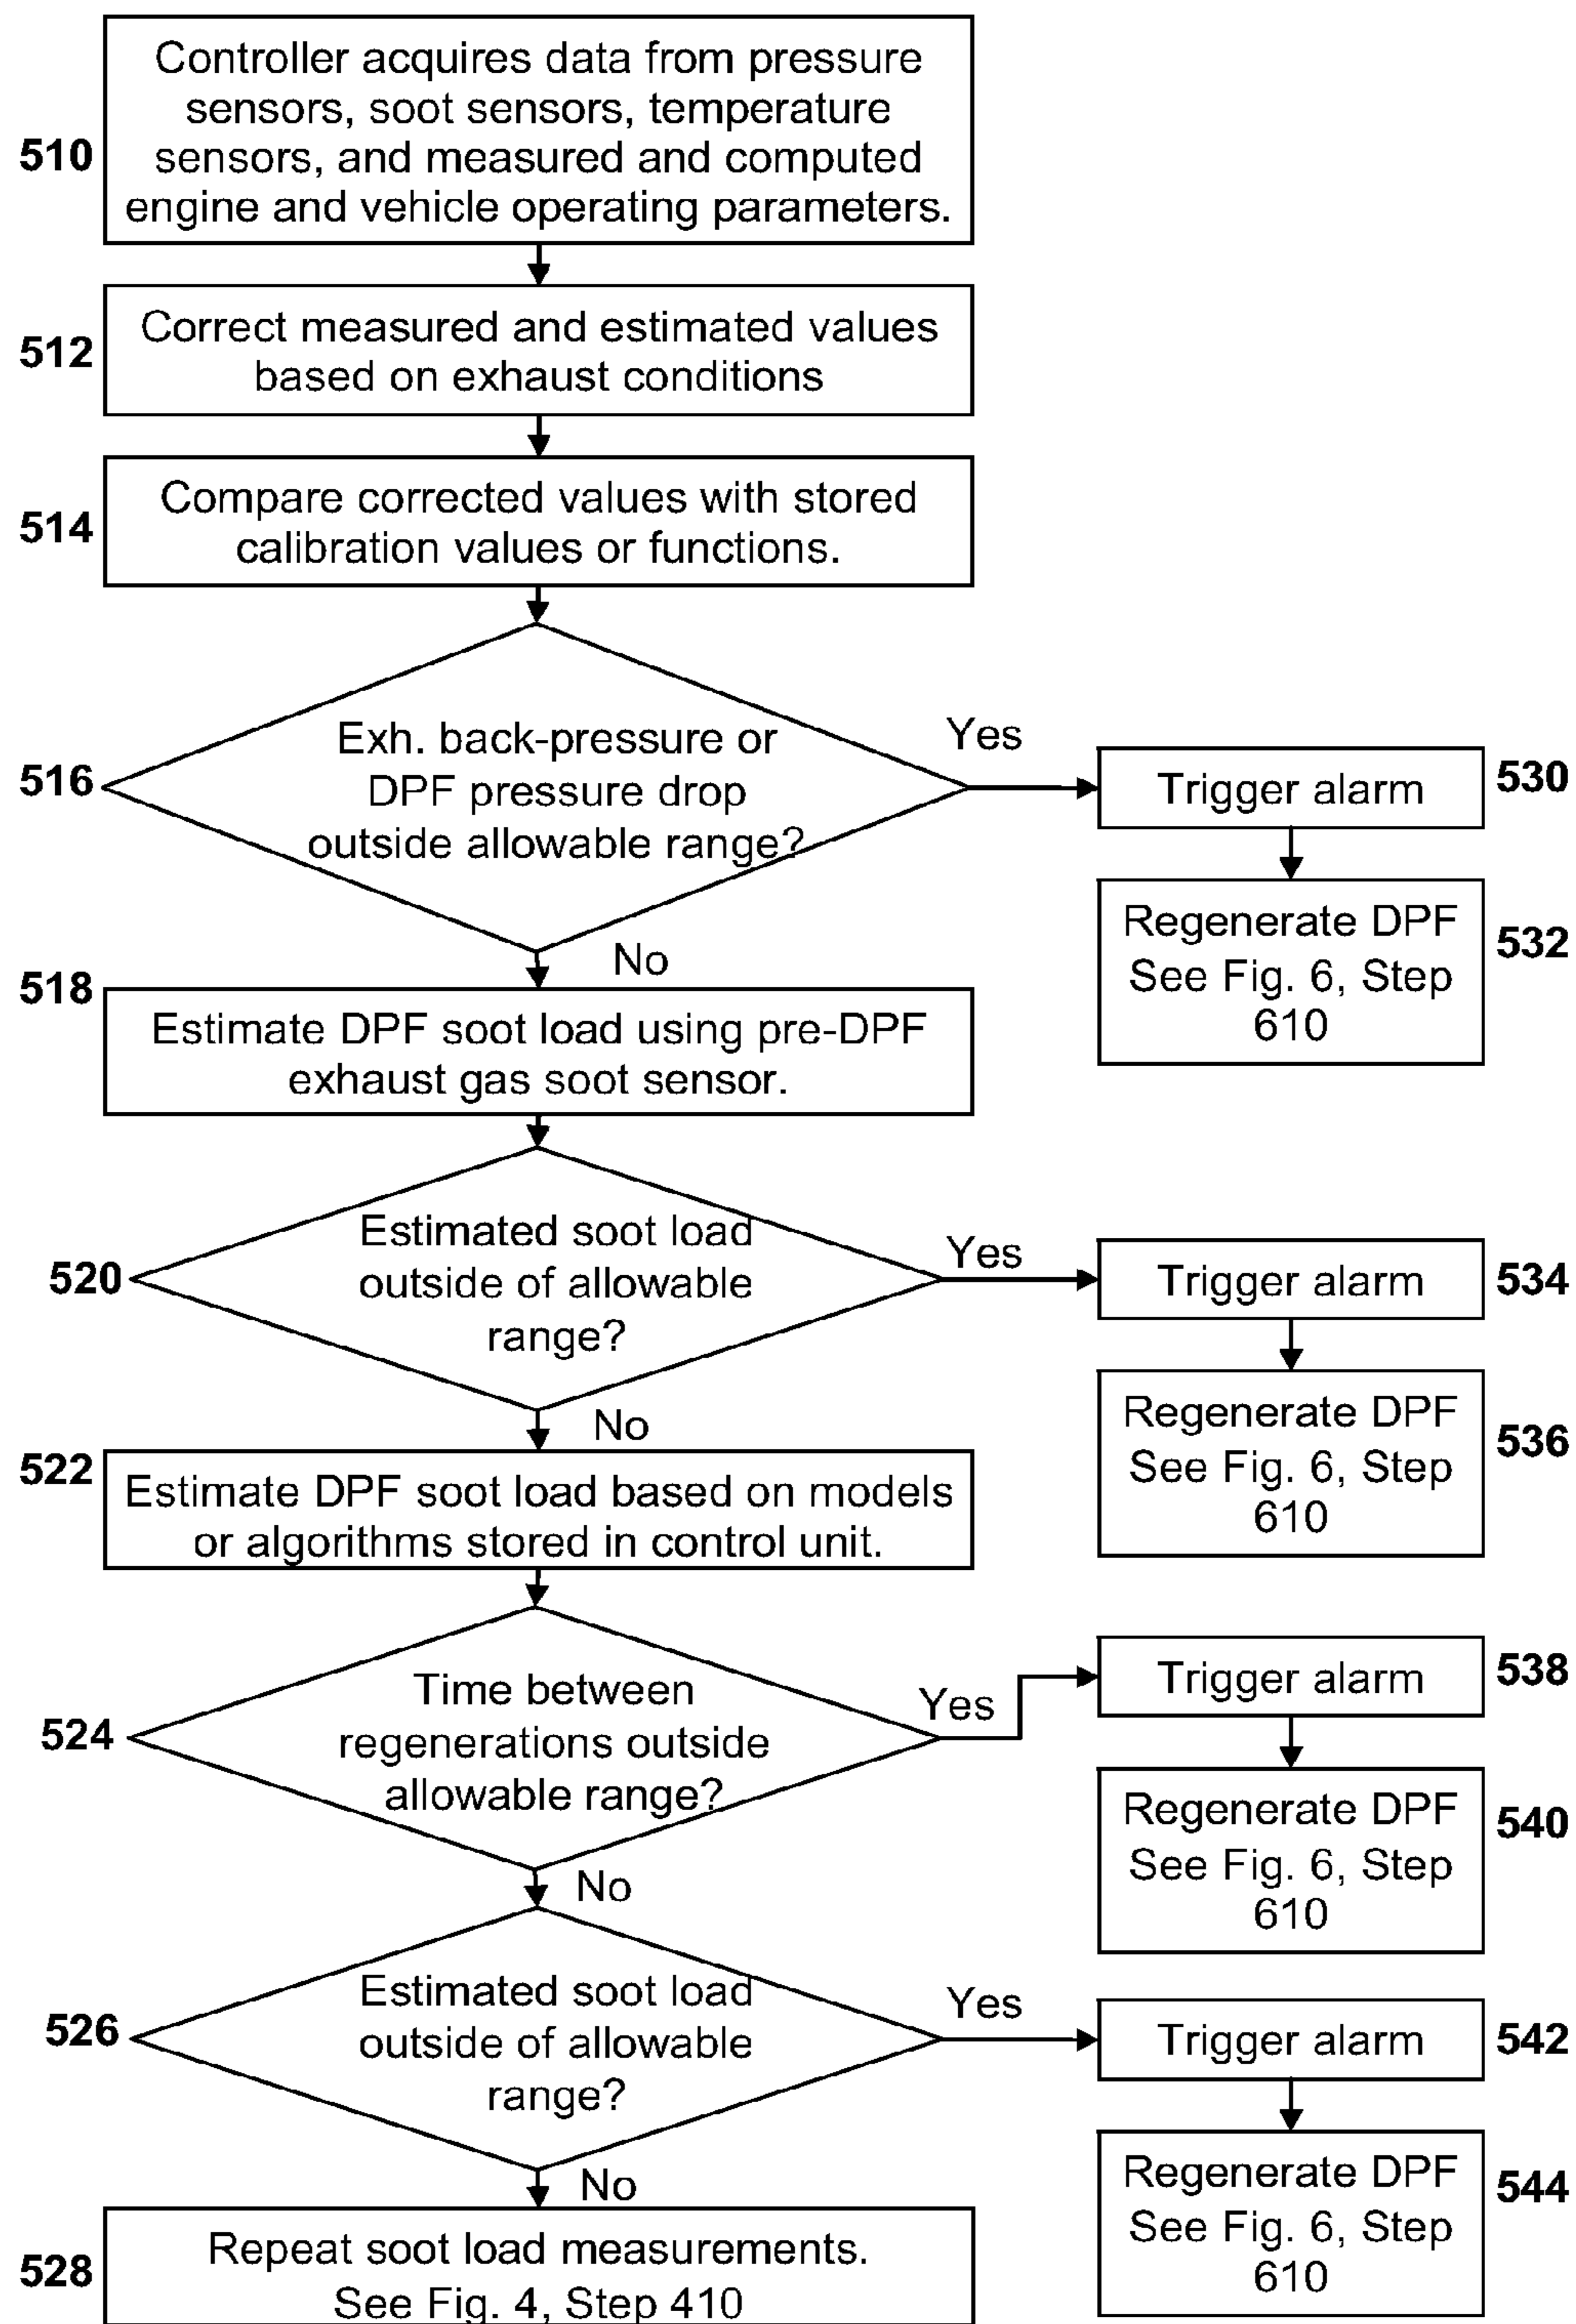 Controller acquires data from pressure
sensors, soot sensors, temperature
sensors, and measured and computed
engine and vehicle operating parameters.
510
Correct measured and estimated values
based on exhaust conditions
512
Compare corrected values with stored
calibration values or functions.
514
Exh. back-pressure or
DPF pressure drop
outside allowable range?
516
Yes
Trigger alarm
530
Regenerate DPF
See Fig. 6, Step
610
532
No
518
Estimate DPF soot load using pre-DPF
exhaust gas soot sensor.
Estimated soot load
outside of allowable
range?
520
Yes
Trigger alarm
534
Regenerate DPF
See Fig. 6, Step
610
536
No
522
Estimate DPF soot load based on models
or algorithms stored in control unit.
Time between
regenerations outside
allowable range?
524
Yes
Trigger alarm
538
Regenerate DPF
See Fig. 6, Step
610
540
No
Estimated soot load
outside of allowable
range?
526
Yes
Trigger alarm
542
Regenerate DPF
See Fig. 6, Step
610
544
No
528
Repeat soot load measurements.
See Fig. 4, Step 410